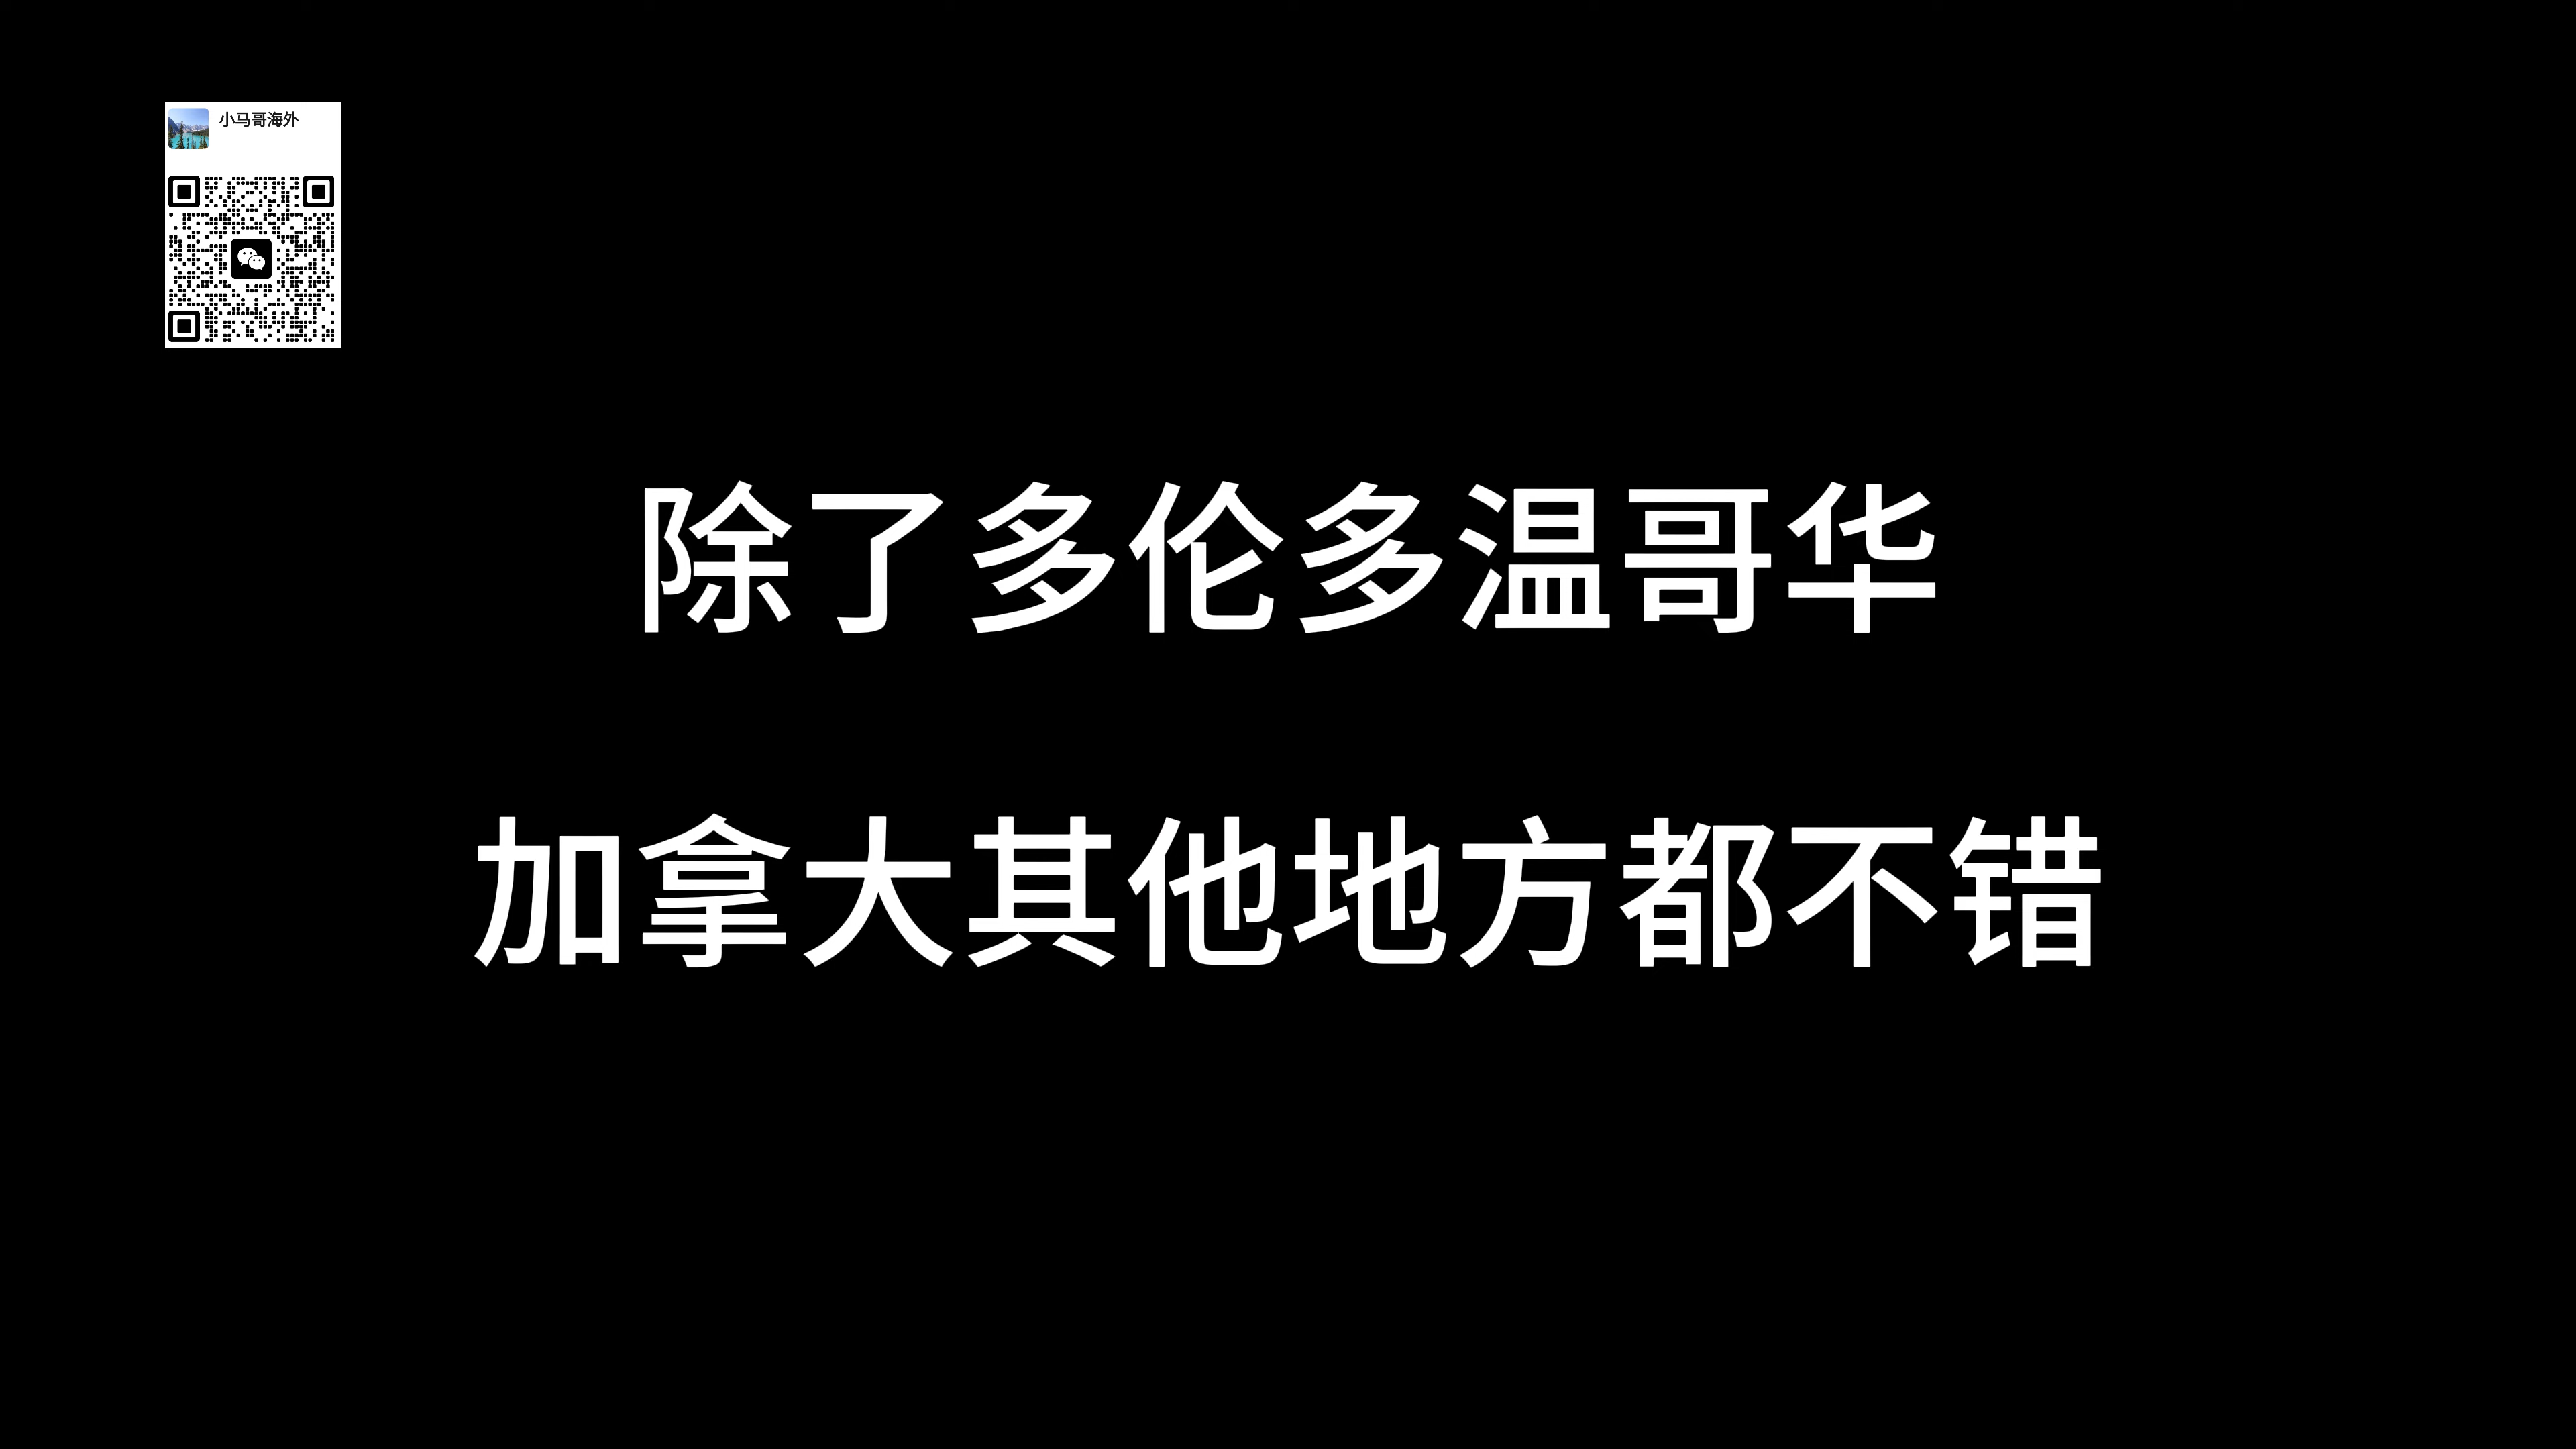 小马哥海外
除了多伦多温哥华
加拿大其他地方都不错